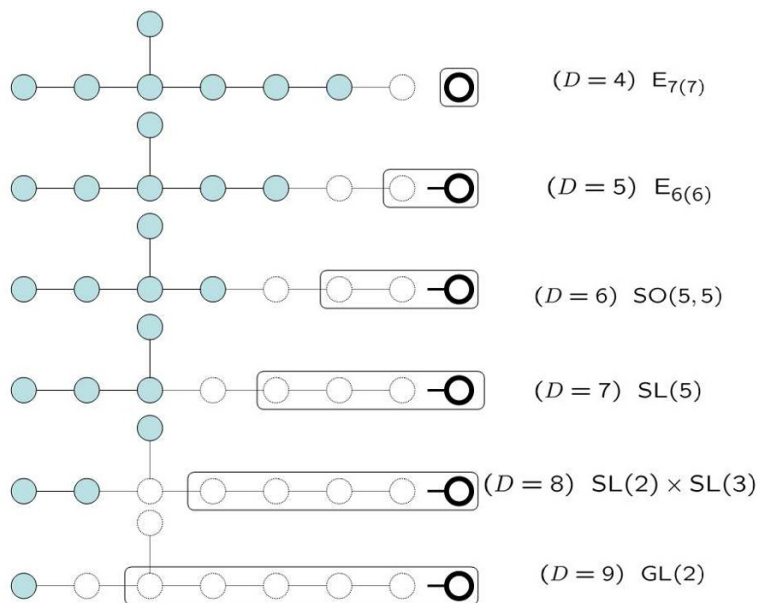 (D = 4) E₇₍₇₎
(D = 5) E₆₍₆₎
(D = 6) SO(5,5)
(D = 7) SL(5)
(D = 8) SL(2) × SL(3)
(D = 9) GL(2)